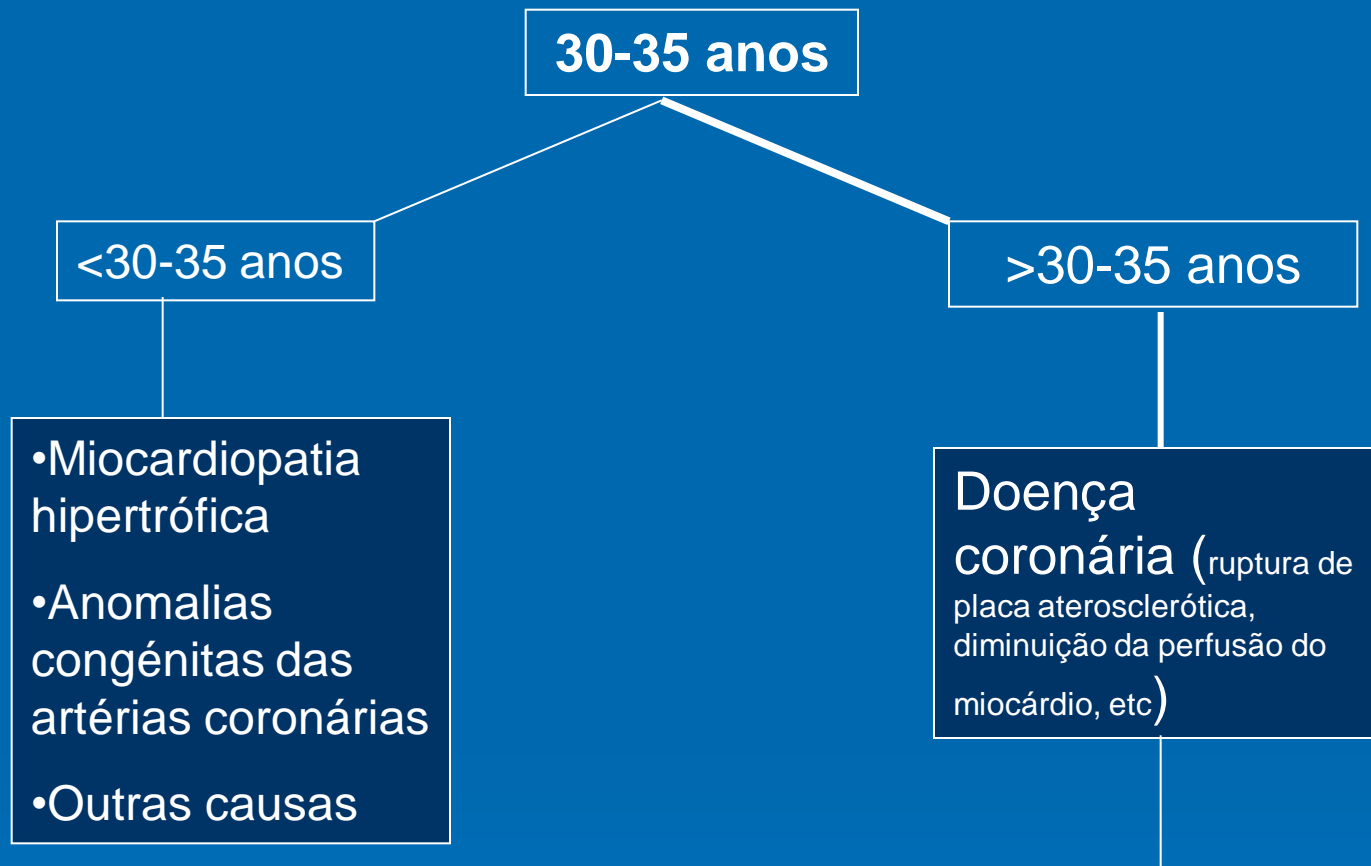 30-35 anos
<30-35 anos
>30-35 anos
•Miocardiopatia
hipertrófica
•Anomalias
congénitas das
artérias coronárias
•Outras causas
Doença
coronária (ruptura de
placa aterosclerótica,
diminuição da perfusão do
miocárdio, etc)